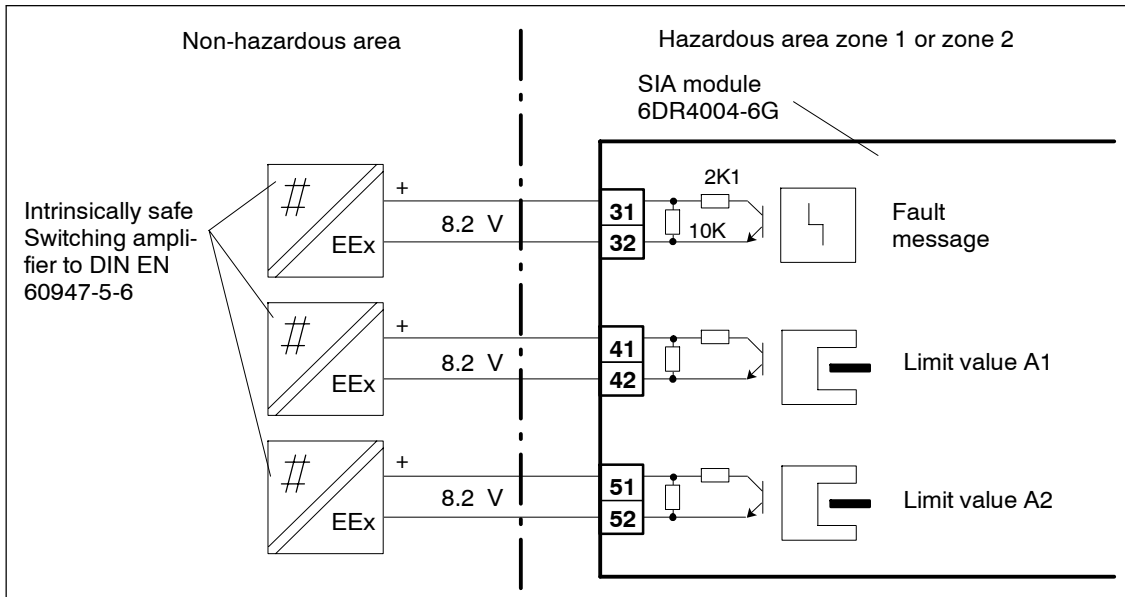 Non-hazardous area
Hazardous area zone 1 or zone 2
SIA module
6DR4004-6G
Intrinsically safe
Switching ampli-
fier to DIN EN
60947-5-6
EEx
+
8.2 V
31
32
2K1
10K
Fault
message
EEx
+
8.2 V
41
42
Limit value A1
EEx
+
8.2 V
51
52
Limit value A2